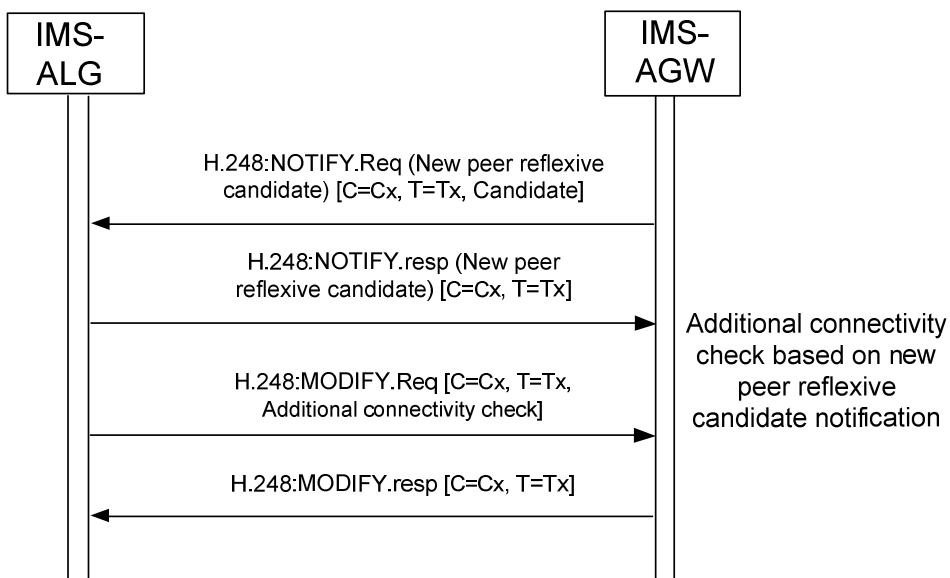 IMS-
ALG
IMS-
AGW
H.248:NOTIFY.Req (New peer reflexive
candidate) [C=Cx, T=Tx, Candidate]
H.248:NOTIFY.resp (New peer
reflexive candidate) [C=Cx, T=Tx]
Additional connectivity
check based on new
peer reflexive
candidate notification
H.248:MODIFY.Req [C=Cx, T=Tx,
Additional connectivity check]
H.248:MODIFY.resp [C=Cx, T=Tx]